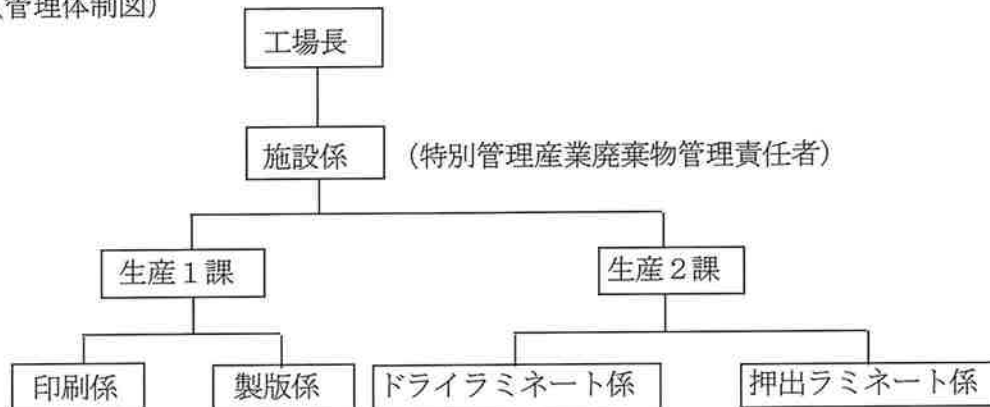 （管理体制図）
工場長
施設係 （特別管理産業廃棄物管理責任者）
生産１課 生産２課
印刷係 製版係 ドライラミネート係 押出ラミネート係